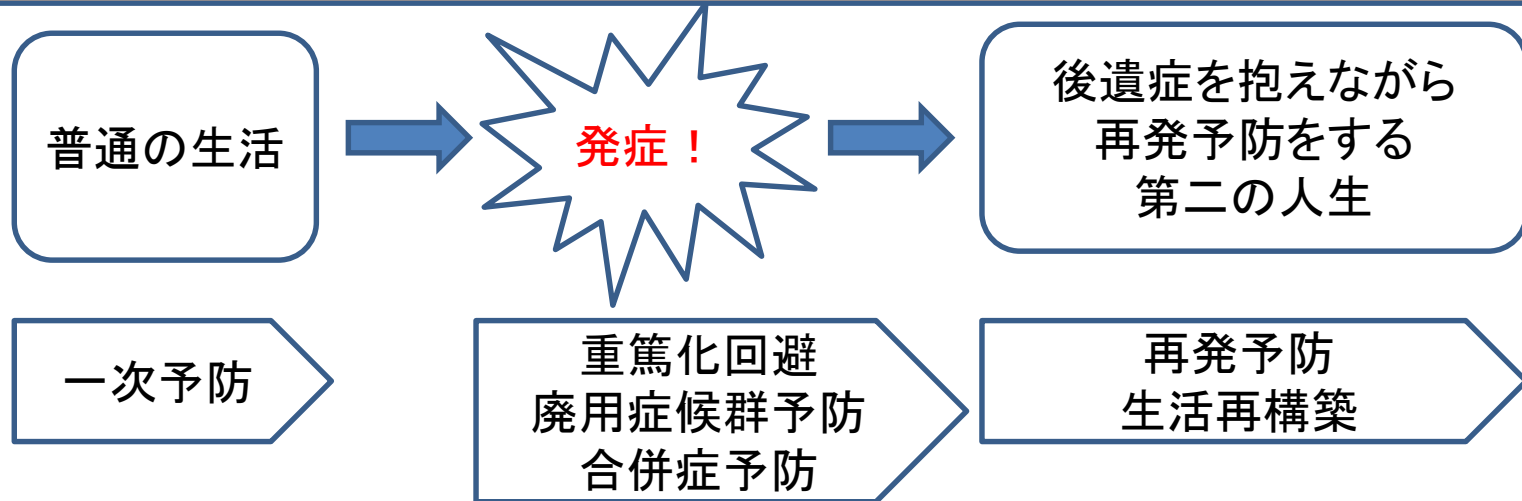 普通の生活
発症！
後遺症を抱えながら
再発予防をする
第二の人生
一次予防
重篤化回避
廃用症候群予防
合併症予防
再発予防
生活再構築